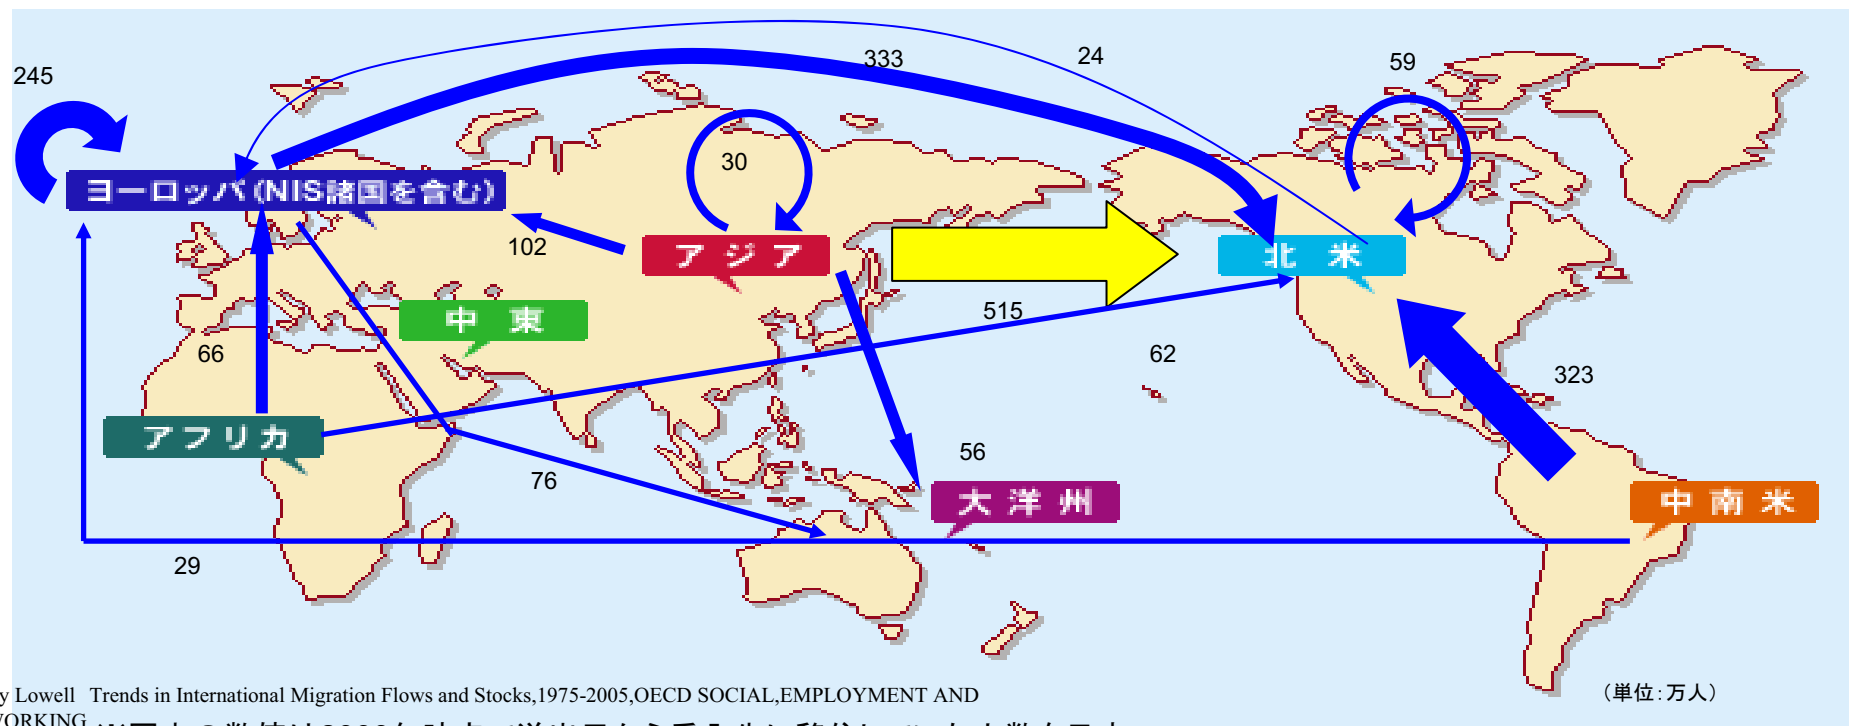 245
333
24
59
30
ヨーロッパ(NIS諸国を含む)
102
アジア
北米
515
中東
66
62
323
アフリカ
56
76
大洋州
中南米
29
(単位:万人)
y Lowell Trends in International Migration Flows and Stocks,1975-2005,OECD SOCIAL,EMPLOYMENT AND
WORKING